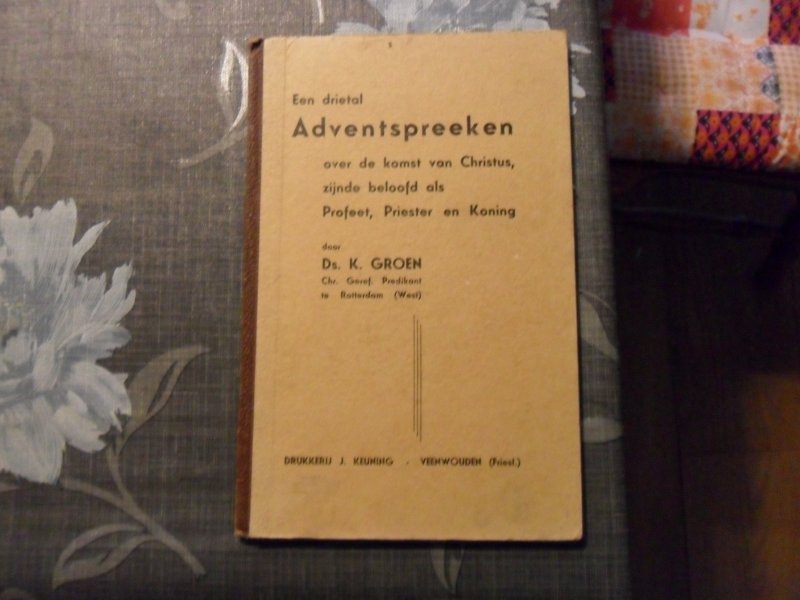 Een drietal
Adventspreeken
over de komst van Christus,
zijnde beloofd als
Profeet, Priester en Koning
door
Ds. K. GROEN
Chr. Geref. Predikant
te Rotterdam (West)
DRUKKERIJ J. KEUNING - VEENWOUDEN (Friesl.)